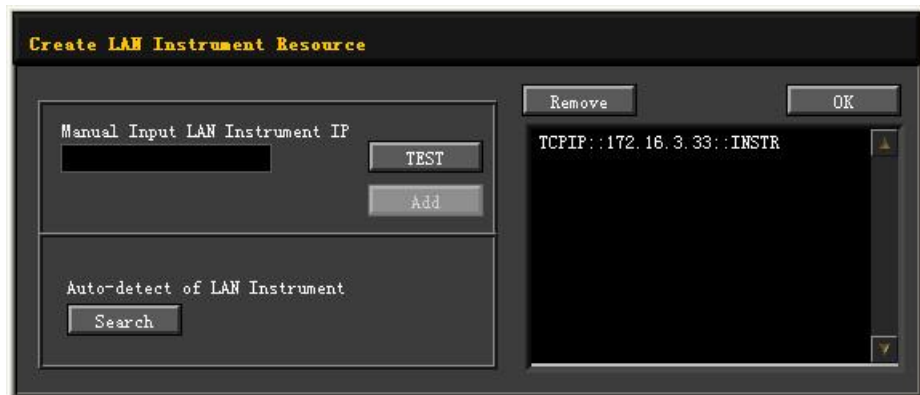 Create LAN Instrument Resource
Remove
OK
Manual Input LAN Instrument IP
TEST
Add
TCPIP::172.16.3.33::INSTR
Auto-detect of LAN Instrument
Search